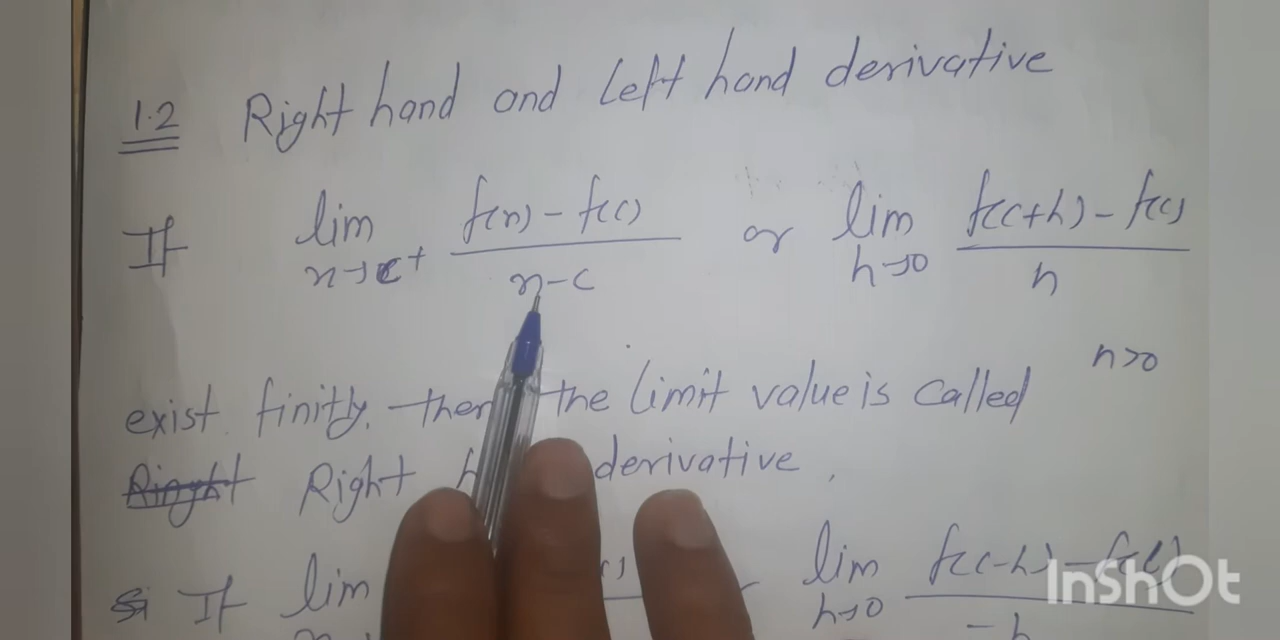 1.2 Right hand and left hand derivative
If lim x→c+ f(x) - f(c) / x-c or lim h→0 f(c+h) - f(c) / h
h>0
exist finitly. then the limit value is called
Right derivative.
If lim lim h→0 f(c-h) - f(c) / -h
InShOt